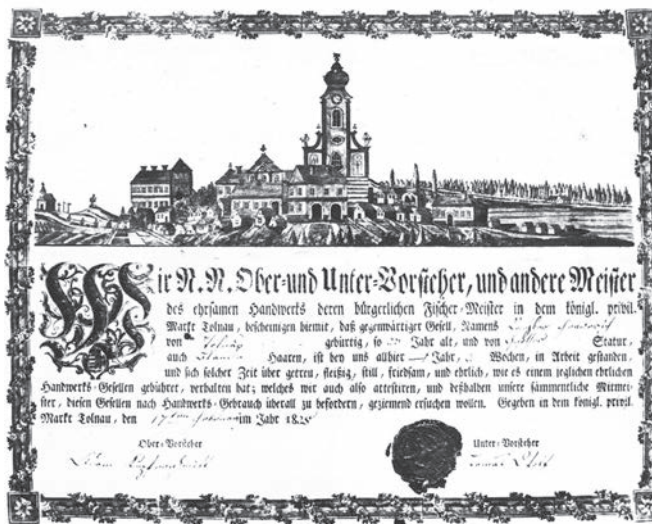 Wir N. N. Ober- und Unter-Vorsteher, und andere Meister
des ehrsamen Handwerks deren bürgerlichen Fischer-Meister in dem königl. privil.
Markt Tolnau, bescheinigen hiemit, daß gegenwärtiger Gesell, Namens
von gebürtig, so Jahr alt, und von Statur,
auch Haaren, ist bey uns allhier Jahr, Wochen, in Arbeit gestanden,
und sich solcher Zeit über getreu, fleißig, still, friedsam, und ehrlich, wie es einem jeglichen ehrlichen
Handwerks-Gesellen gebühret, verhalten hat; welches wir auch also attestiren, und deßhalben unsere sämmentliche Mitmei-
ster, diesen Gesellen nach Handwerks-Gebrauch überall zu befordern, geziemend ersuchen wollen. Gegeben in dem königl. privil.
Markt Tolnau, den im Jahr 18
Ober-Vorsteher Unter-Vorsteher